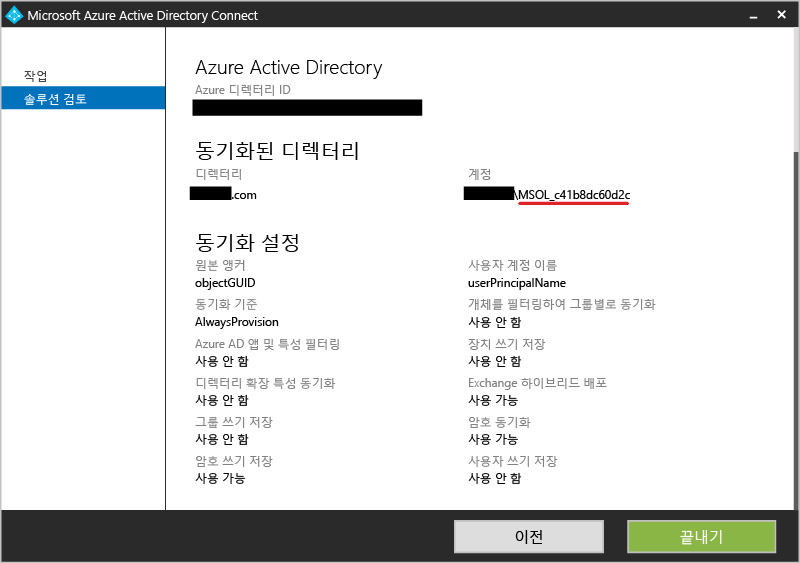 Microsoft Azure Active Directory Connect
작업
솔루션 검토
Azure Active Directory
Azure 디렉터리 ID
동기화된 디렉터리
디렉터리
계정
.com
\MSOL_c41b8dc60d2c
동기화 설정
원본 앵커
사용자 계정 이름
objectGUID
userPrincipalName
동기화 기준
개체를 필터링하여 그룹별로 동기화
AlwaysProvision
사용 안 함
Azure AD 앱 및 특성 필터링
장치 쓰기 저장
사용 안 함
사용 안 함
디렉터리 확장 특성 동기화
Exchange 하이브리드 배포
사용 안 함
사용 가능
그룹 쓰기 저장
암호 동기화
사용 안 함
사용 가능
암호 쓰기 저장
사용자 쓰기 저장
사용 가능
사용 안 함
이전
끝내기